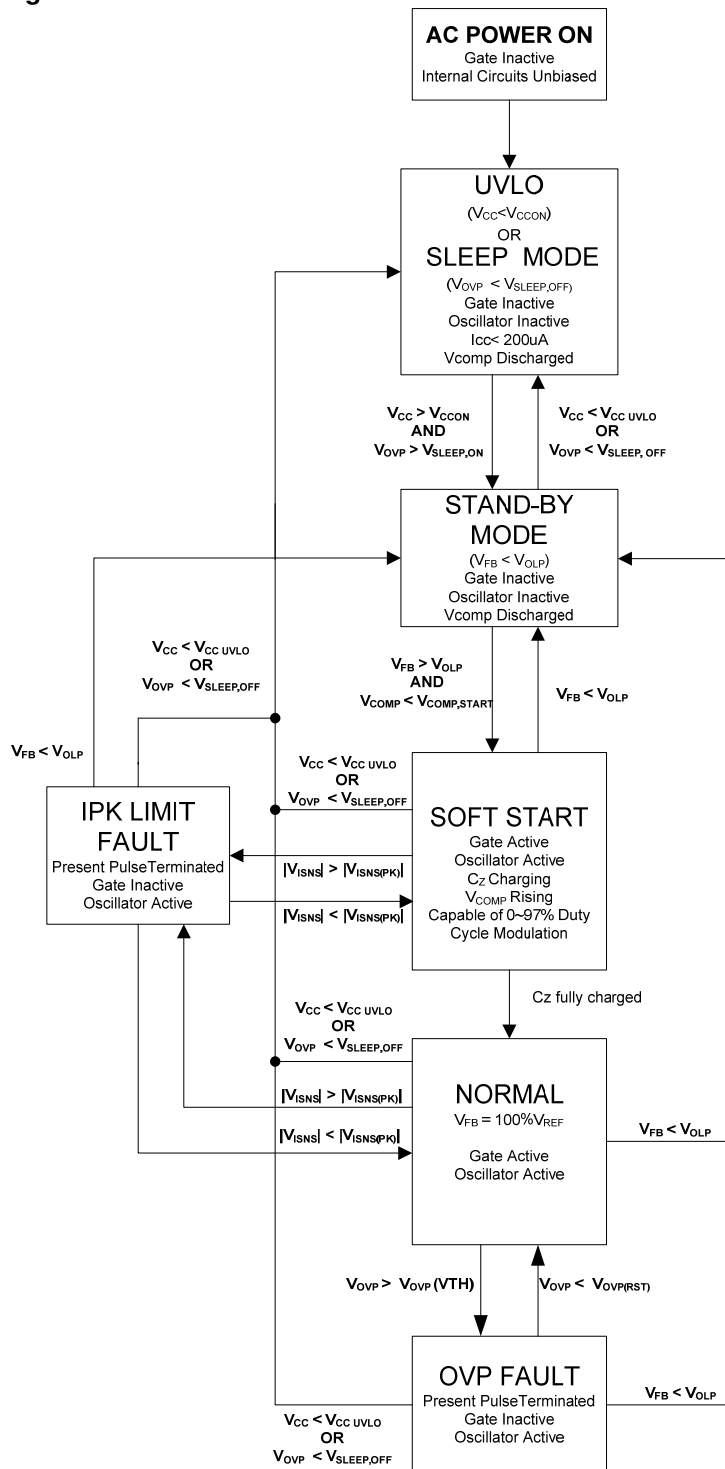 AC POWER ON
Gate Inactive
Internal Circuits Unbiased
UVLO
(VCC<VCCON)
OR
SLEEP MODE
(VOVP < VSLEEP,OFF)
Gate Inactive
Oscillator Inactive
Icc< 200uA
Vcomp Discharged
VCC > VCCON
AND
VOVP > VSLEEP,ON
VCC < VCC UVLO
OR
VOVP < VSLEEP, OFF
STAND-BY
MODE
(VFB < VOLP)
Gate Inactive
Oscillator Inactive
Vcomp Discharged
VCC < VCC UVLO
OR
VOVP < VSLEEP,OFF
VFB > VOLP
AND
VCOMP < VCOMP,START
VFB < VOLP
VFB < VOLP
VCC < VCC UVLO
OR
VOVP < VSLEEP,OFF
IPK LIMIT
FAULT
Present PulseTerminated
Gate Inactive
Oscillator Active
|VISNS| > |VISNS(PK)|
|VISNS| < |VISNS(PK)|
SOFT START
Gate Active
Oscillator Active
CZ Charging
VCOMP Rising
Capable of 0~97% Duty
Cycle Modulation
Cz fully charged
VCC < VCC UVLO
OR
VOVP < VSLEEP,OFF
|VISNS| > |VISNS(PK)|
|VISNS| < |VISNS(PK)|
NORMAL
VFB = 100%VREF
Gate Active
Oscillator Active
VFB < VOLP
VOVP > VOVP (VTH)
VOVP < VOVP(RST)
OVP FAULT
Present PulseTerminated
Gate Inactive
Oscillator Active
VFB < VOLP
VCC < VCC UVLO
OR
VOVP < VSLEEP,OFF